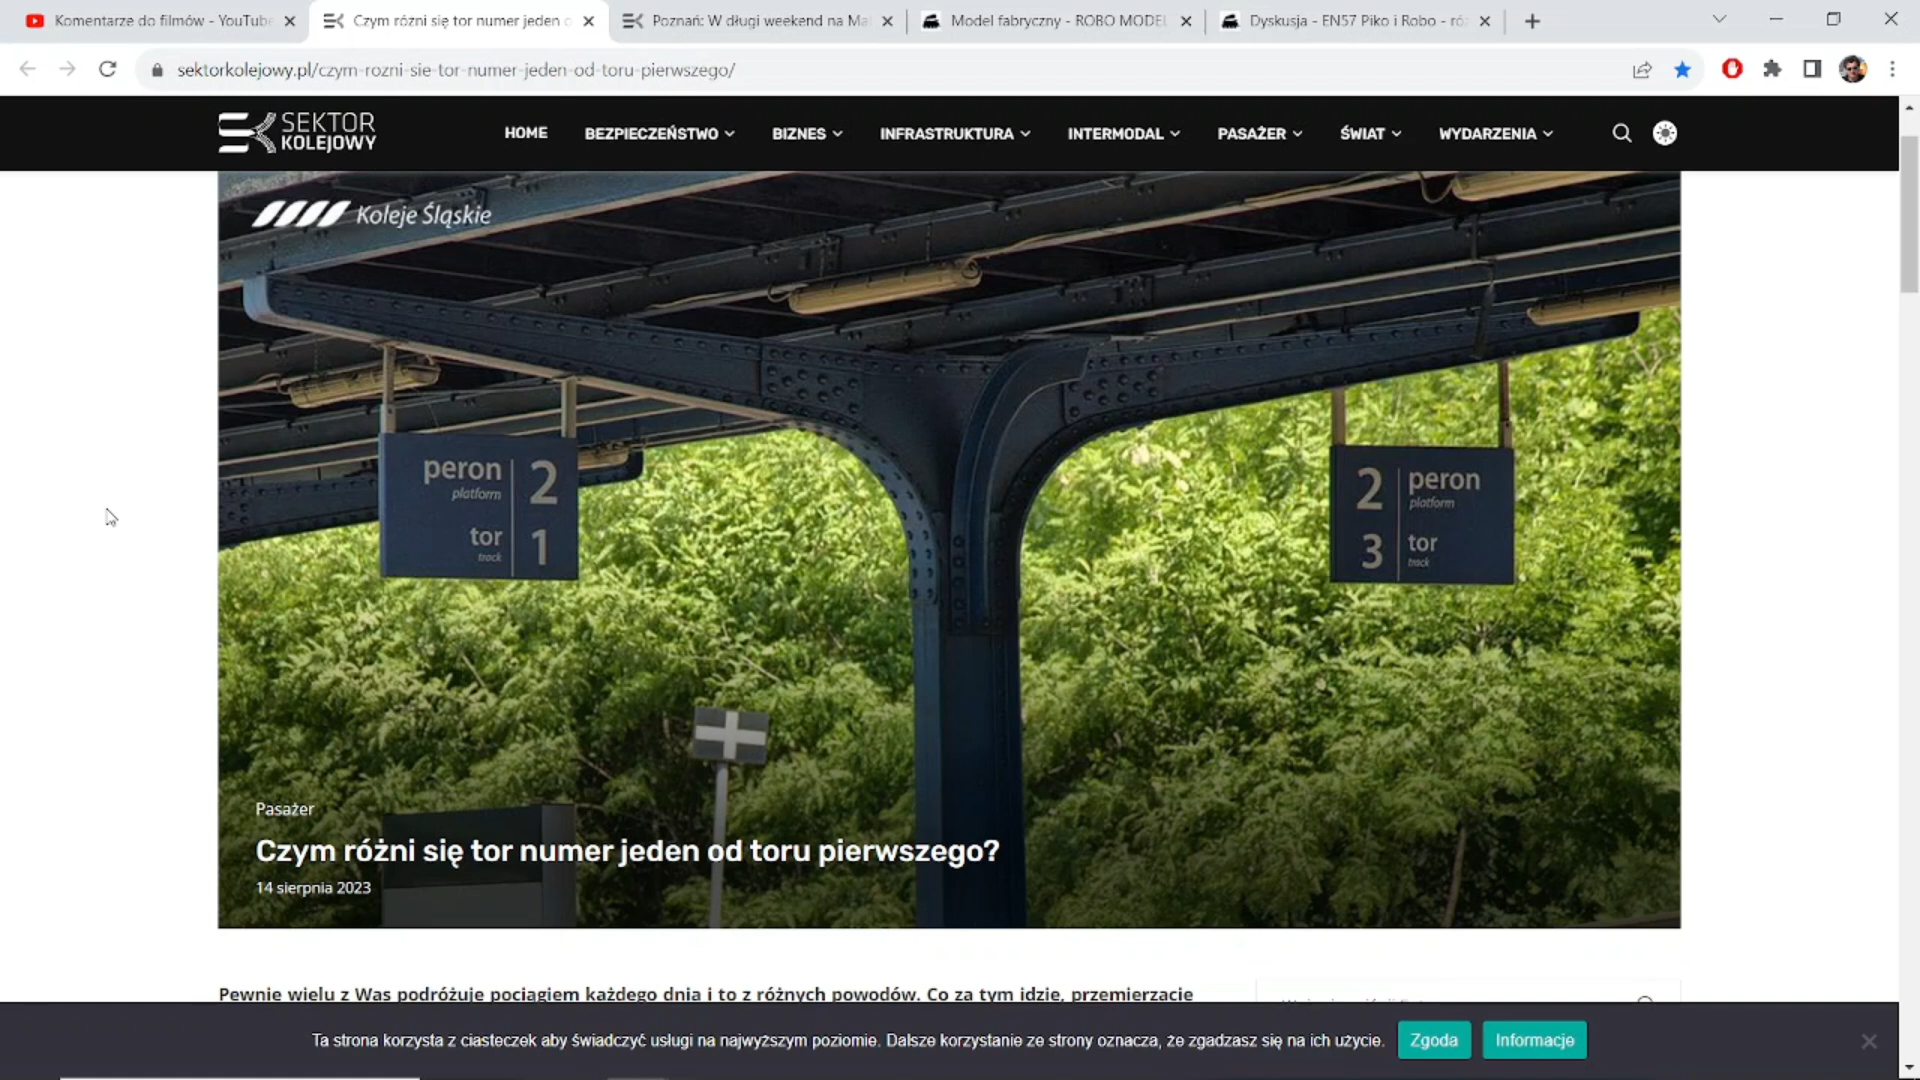 Komentarze do filmów - YouTube
Czym różni się tor numer jeden o
Poznań: W długi weekend na Ma
Model fabryczny - ROBO MODEL
Dyskusja - EN57 Piko i Robo - ró
sektorkolejowy.pl/czym-rozni-sie-tor-numer-jeden-od-toru-pierwszego/
SEKTOR
KOLEJOWY
HOME
BEZPIECZEŃSTWO
BIZNES
INFRASTRUKTURA
INTERMODAL
PASAŻER
ŚWIAT
WYDARZENIA
Koleje Śląskie
peron 2
platform
tor 1
track
2 peron
platform
3 tor
track
Pasażer
Czym różni się tor numer jeden od toru pierwszego?
14 sierpnia 2023
Pewnie wielu z Was podróżuje pociągiem każdego dnia i to z różnych powodów. Co za tym idzie, przemierzacie
Ta strona korzysta z ciasteczek aby świadczyć usługi na najwyższym poziomie. Dalsze korzystanie ze strony oznacza, że zgadzasz się na ich użycie.
Zgoda
Informacje